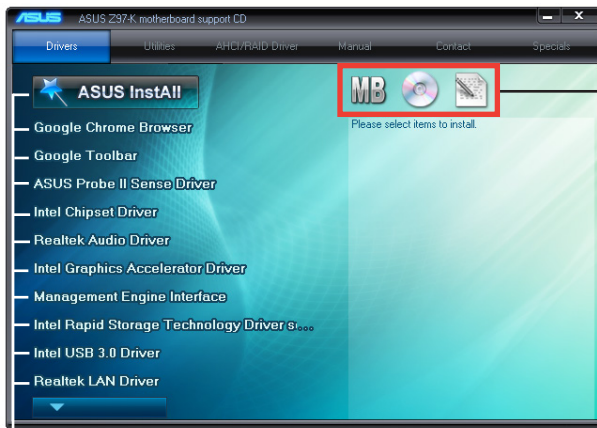 ASUS ASUS Z97-K motherboard support CD
Drivers Utilities AHCI/RAID Driver Manual Contact Specials
ASUS InstAll
MB
Please select items to install.
Google Chrome Browser
Google Toolbar
ASUS Probe II Sense Driver
Intel Chipset Driver
Realtek Audio Driver
Intel Graphics Accelerator Driver
Management Engine Interface
Intel Rapid Storage Technology Driver s...
Intel USB 3.0 Driver
Realtek LAN Driver